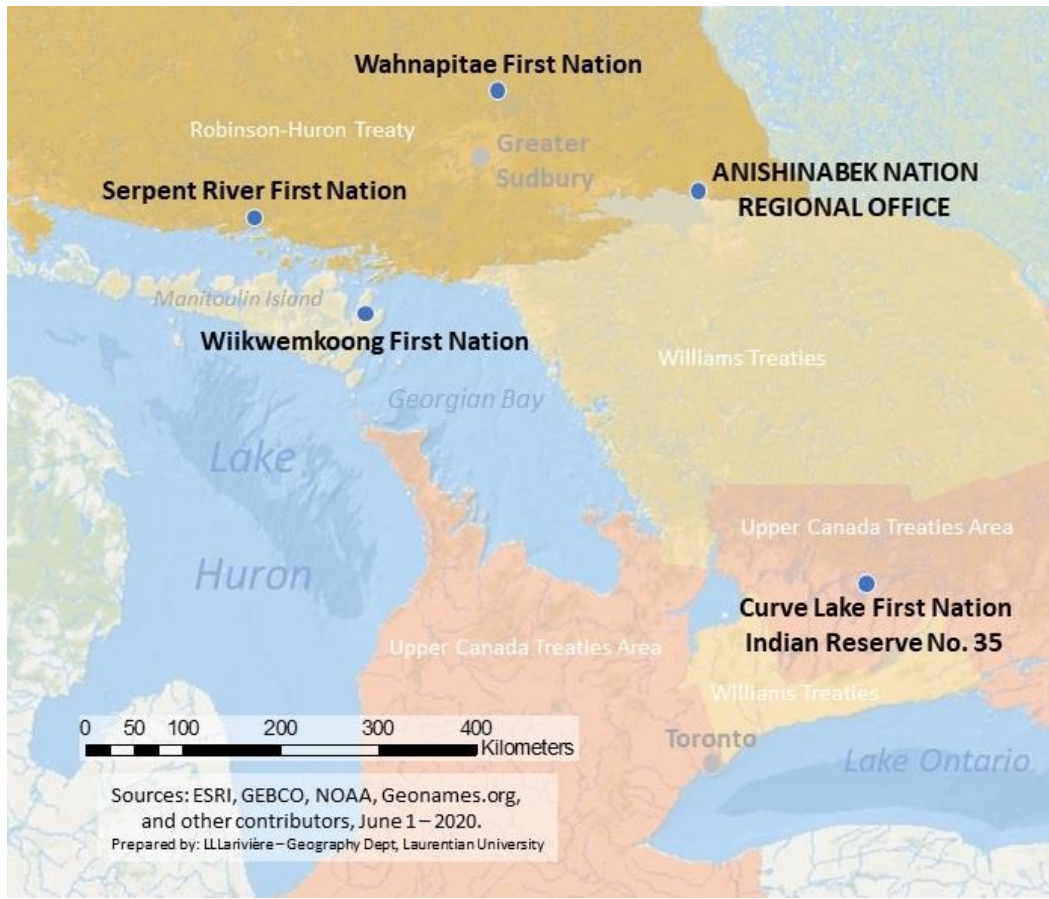 Wahnapitae First Nation
Robinson-Huron Treaty
Greater
Sudbury
ANISHINABEK NATION
REGIONAL OFFICE
Serpent River First Nation
Manitoulin Island
Wiikwemkoong First Nation
Williams Treaties
Georgian Bay
Lake
Huron
Upper Canada Treaties Area
Curve Lake First Nation
Indian Reserve No. 35
Upper Canada Treaties Area
Williams Treaties
Toronto
Lake Ontario
0 50 100 200 300 400
Kilometers
Sources: ESRI, GEBCO, NOAA, Geonames.org,
and other contributors, June 1 – 2020.
Prepared by: LLLarivière – Geography Dept, Laurentian University